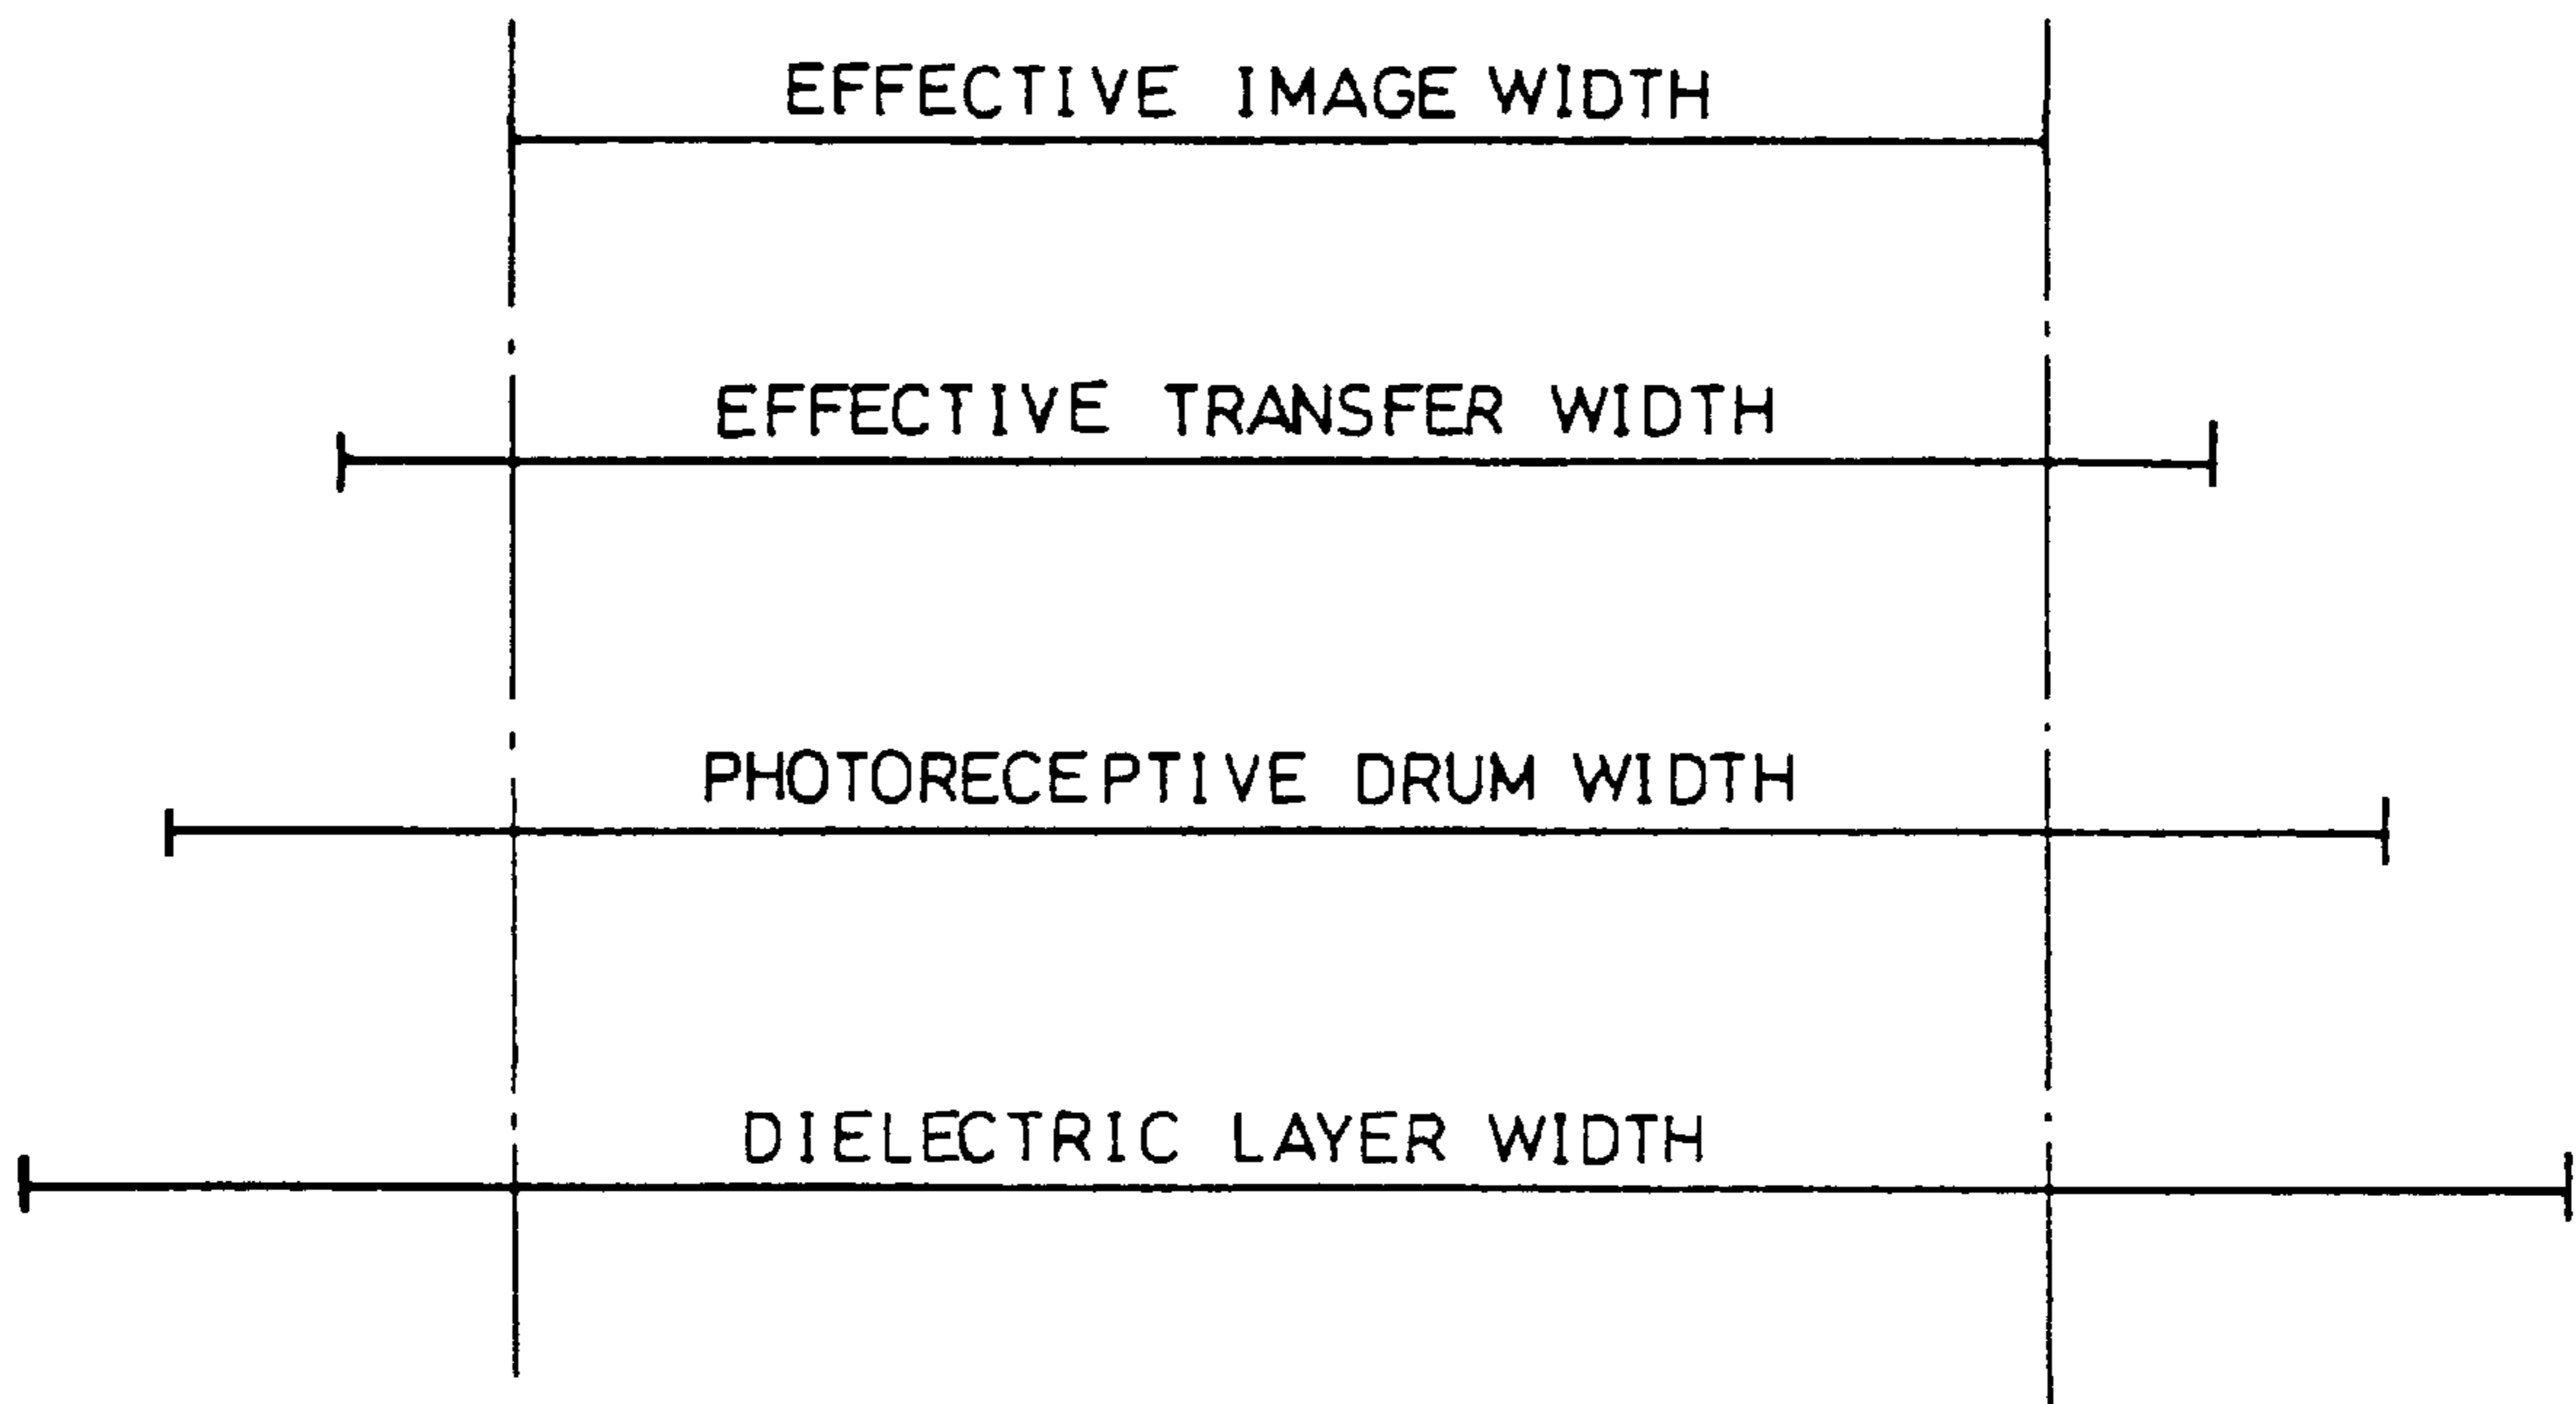 EFFECTIVE IMAGE WIDTH
EFFECTIVE TRANSFER WIDTH
PHOTORECEPTIVE DRUM WIDTH
DIELECTRIC LAYER WIDTH